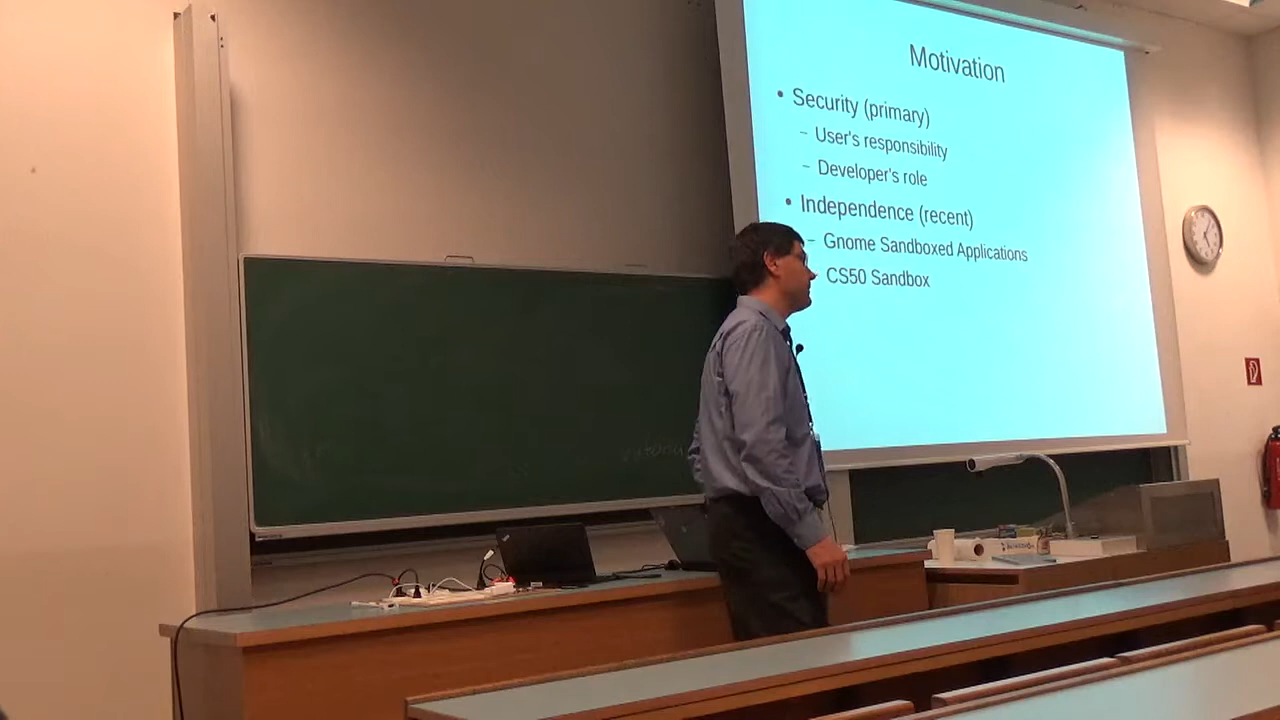 Motivation
• Security (primary)
– User's responsibility
– Developer's role
• Independence (recent)
– Gnome Sandboxed Applications
CS50 Sandbox